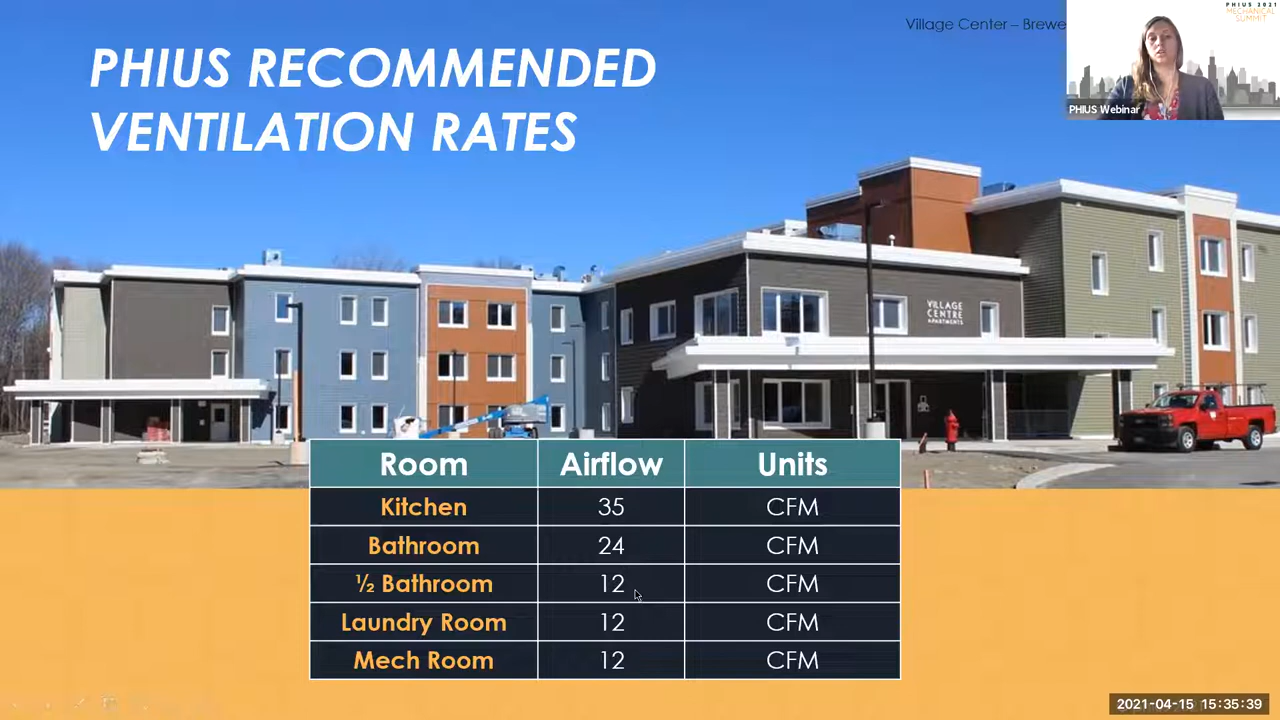 Village Center – Brewe
PHIUS 2021
MECHANICAL
SUMMIT
PHIUS Webinar
PHIUS RECOMMENDED
VENTILATION RATES
VILLAGE
CENTRE
APARTMENTS
Room Airflow Units
Kitchen 35 CFM
Bathroom 24 CFM
½ Bathroom 12 CFM
Laundry Room 12 CFM
Mech Room 12 CFM
2021-04-15 15:35:39